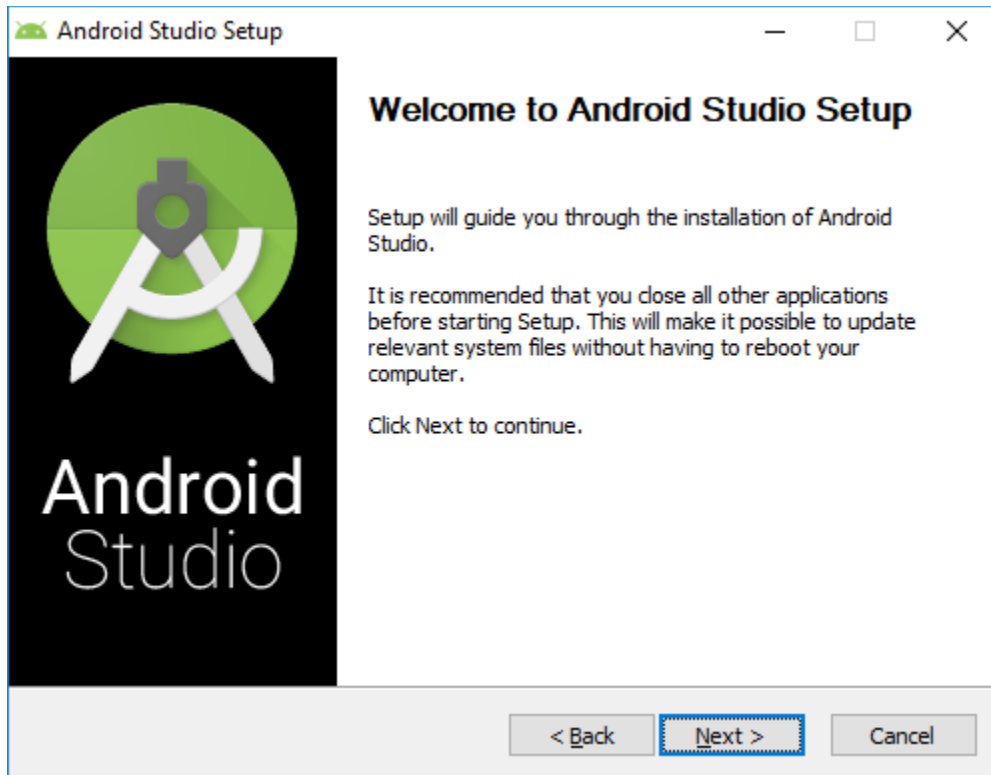 Android Studio Setup
Welcome to Android Studio Setup
Setup will guide you through the installation of Android
Studio.
It is recommended that you close all other applications
before starting Setup. This will make it possible to update
relevant system files without having to reboot your
computer.
Click Next to continue.
Android
Studio
< Back
Next >
Cancel